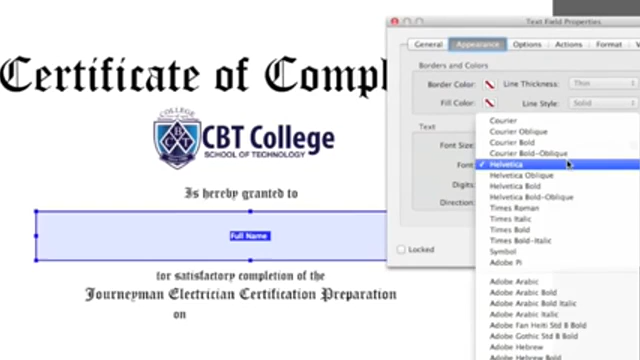 Certificate of Compl
COLLEGE
CBT
CBT College
SCHOOL OF TECHNOLOGY
Is hereby granted to
Full Name
for satisfactory completion of the
Journeyman Electrician Certification Preparation
on
Text Field Properties
General
Appearance
Options
Actions
Format
V
Borders and Colors
Border Color:
Line Thickness:
Thin
Fill Color:
Line Style:
Solid
Text
Font Size:
Font:
Digits:
Direction:
Locked
Courier
Courier Oblique
Courier Bold
Courier Bold-Oblique
✓ Helvetica
Helvetica Oblique
Helvetica Bold
Helvetica Bold-Oblique
Times Roman
Times Italic
Times Bold
Times Bold-Italic
Symbol
Adobe Pi
Adobe Arabic
Adobe Arabic Bold
Adobe Arabic Bold Italic
Adobe Arabic Italic
Adobe Fan Heiti Std B Bold
Adobe Gothic Std B Bold
Adobe Hebrew
Adobe Hebrew Bold